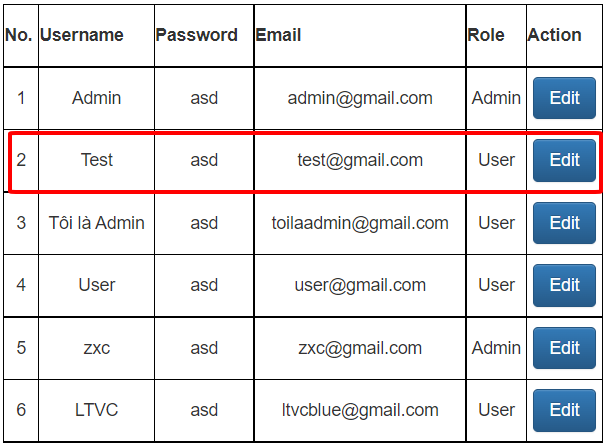 No. Username Password Email Role Action
1 Admin asd admin@gmail.com Admin Edit
2 Test asd test@gmail.com User Edit
3 Tôi là Admin asd toilaadmin@gmail.com User Edit
4 User asd user@gmail.com User Edit
5 zxc asd zxc@gmail.com Admin Edit
6 LTVC asd ltvcblue@gmail.com User Edit